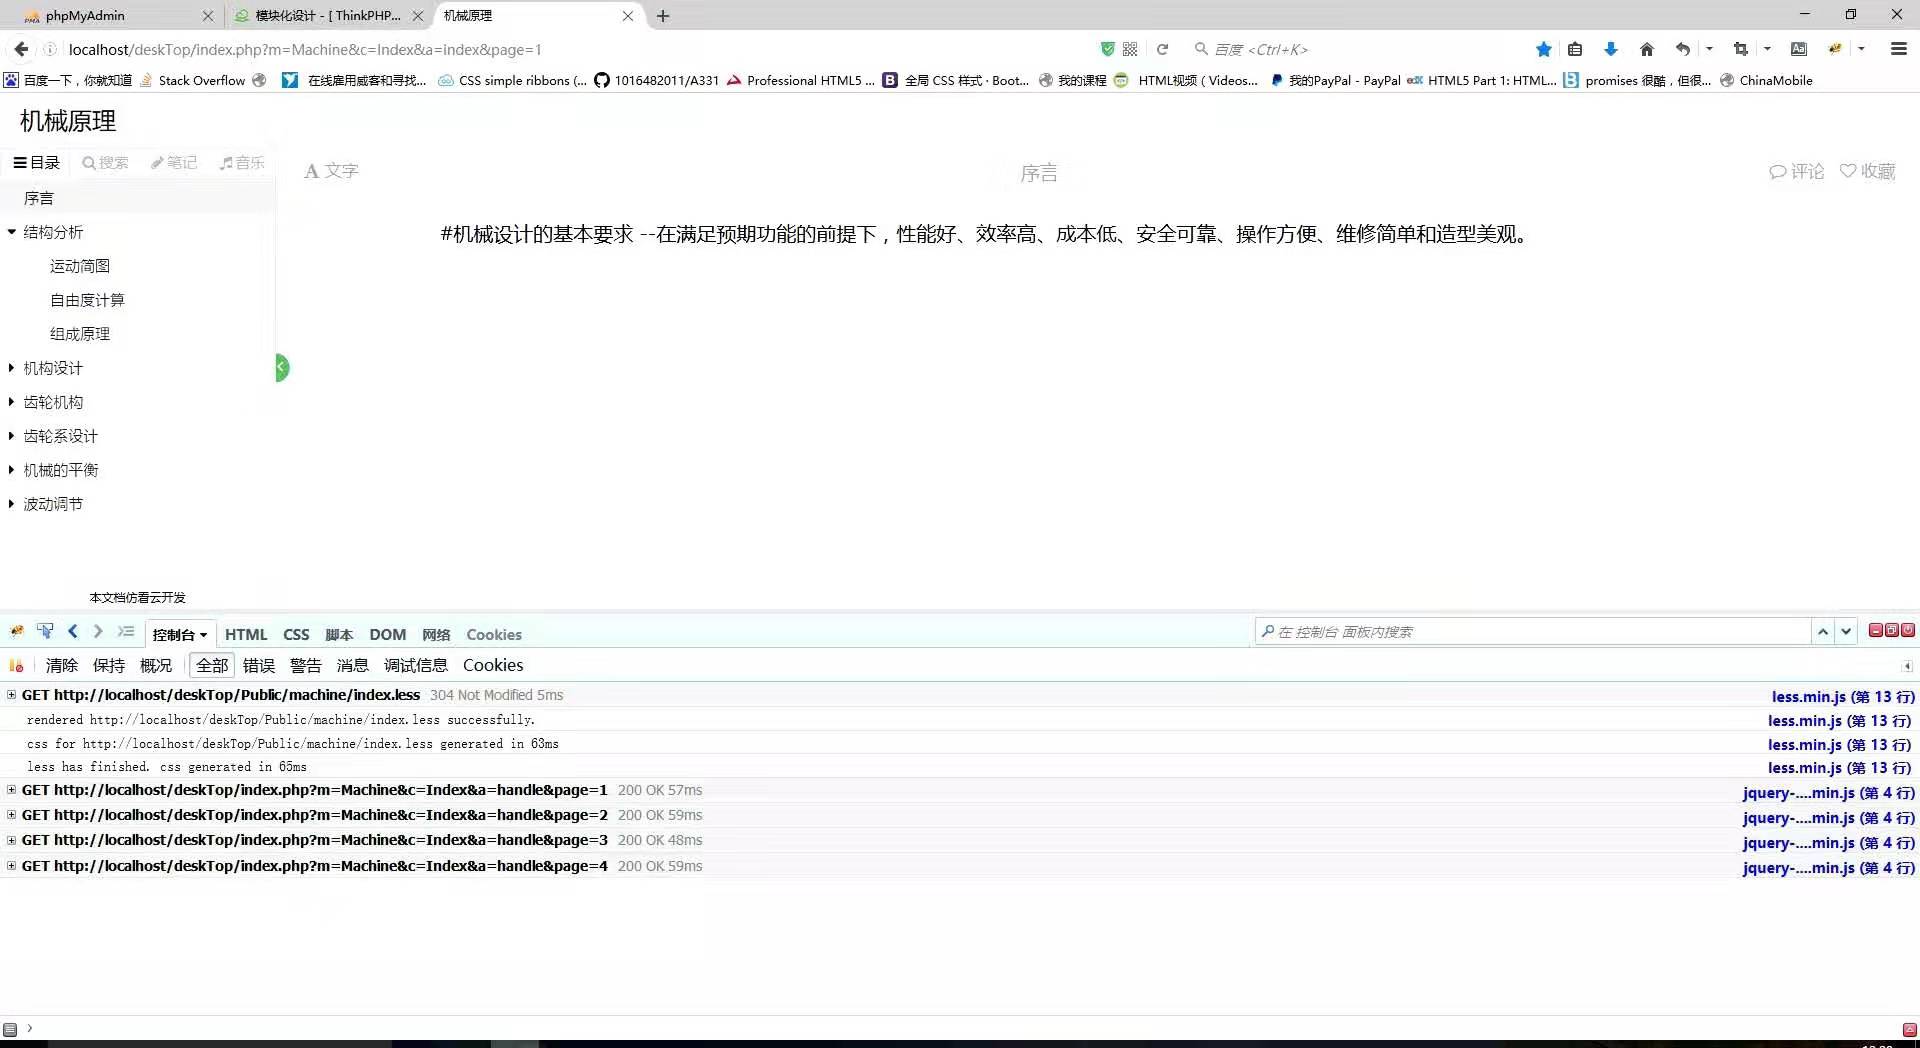 phpMyAdmin
模块化设计 - [ ThinkPHP...
机械原理
localhost/deskTop/index.php?m=Machine&c=Index&a=index&page=1
百度 <Ctrl+K>
百度一下，你就知道 Stack Overflow 在线雇用威客和寻找... CSS simple ribbons (... 1016482011/A331 Professional HTML5 ... 全局 CSS 样式 · Boot... 我的课程 HTML视频 ( Videos... 我的PayPal - PayPal HTML5 Part 1: HTML... promises 很酷，但很... ChinaMobile
机械原理
目录 搜索 笔记 音乐
A 文字
序言
评论 收藏
序言
结构分析
运动简图
自由度计算
组成原理
机构设计
齿轮机构
齿轮系设计
机械的平衡
波动调节
#机械设计的基本要求 --在满足预期功能的前提下，性能好、效率高、成本低、安全可靠、操作方便、维修简单和造型美观。
本文档仿看云开发
控制台 HTML CSS 脚本 DOM 网络 Cookies
在 控制台 面板内搜索
清除 保持 概况 全部 错误 警告 消息 调试信息 Cookies
GET http://localhost/deskTop/Public/machine/index.less 304 Not Modified 5ms less.min.js (第 13 行)
rendered http://localhost/deskTop/Public/machine/index.less successfully. less.min.js (第 13 行)
css for http://localhost/deskTop/Public/machine/index.less generated in 63ms less.min.js (第 13 行)
less has finished. css generated in 65ms less.min.js (第 13 行)
GET http://localhost/deskTop/index.php?m=Machine&c=Index&a=handle&page=1 200 OK 57ms jquery-....min.js (第 4 行)
GET http://localhost/deskTop/index.php?m=Machine&c=Index&a=handle&page=2 200 OK 59ms jquery-....min.js (第 4 行)
GET http://localhost/deskTop/index.php?m=Machine&c=Index&a=handle&page=3 200 OK 48ms jquery-....min.js (第 4 行)
GET http://localhost/deskTop/index.php?m=Machine&c=Index&a=handle&page=4 200 OK 59ms jquery-....min.js (第 4 行)